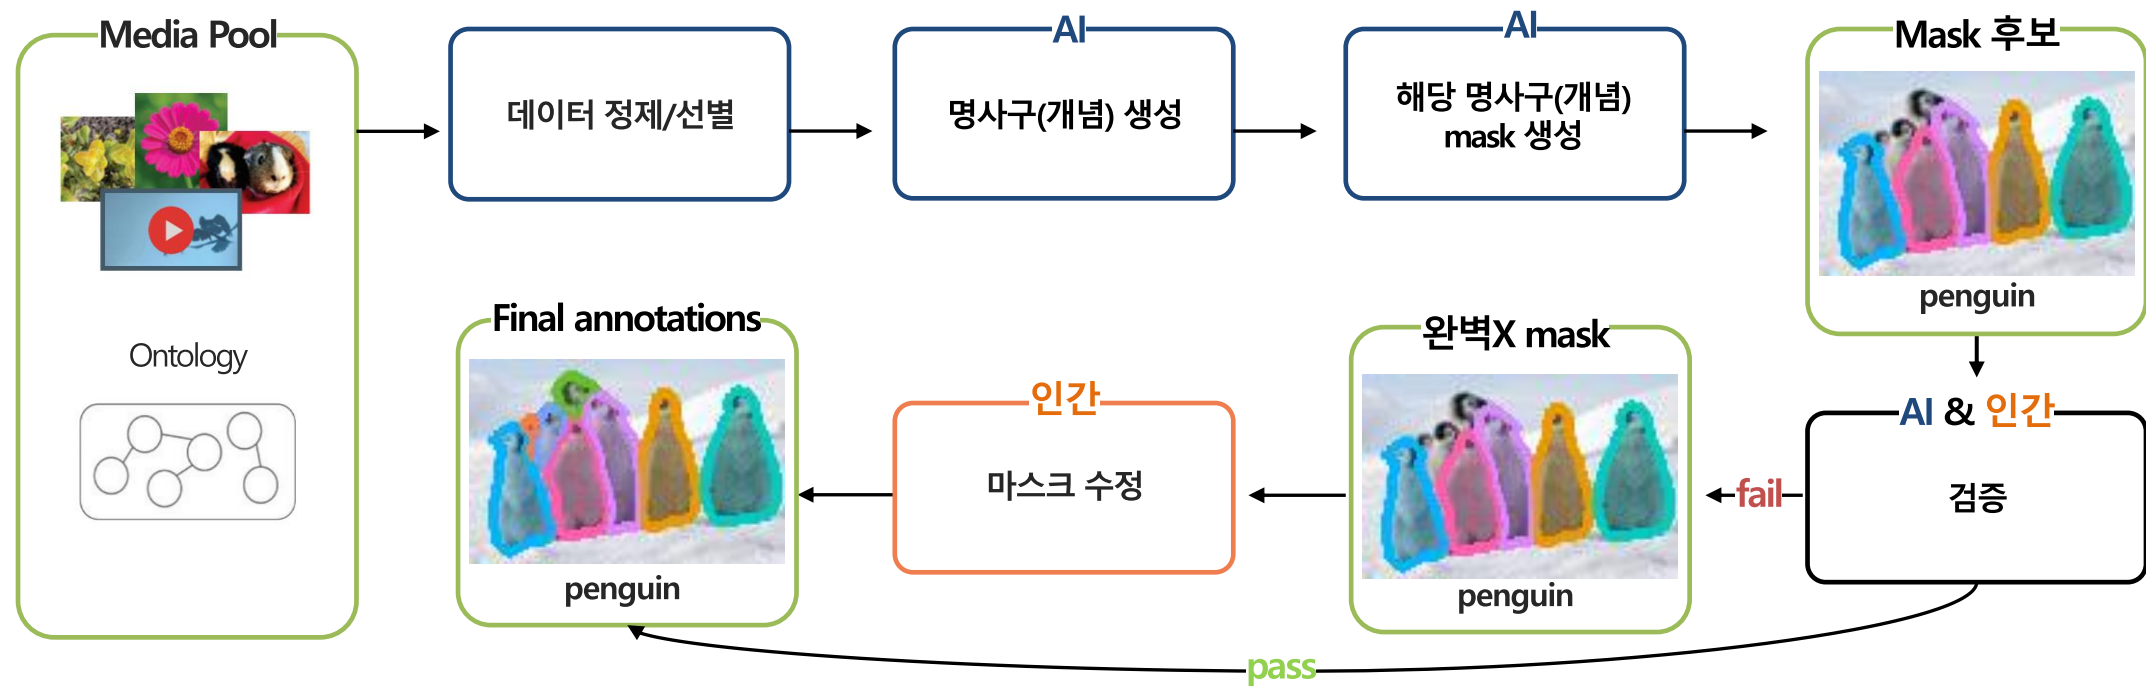 Media Pool
Ontology
데이터 정제/선별
AI
명사구(개념) 생성
AI
해당 명사구(개념)
mask 생성
Mask 후보
penguin
AI & 인간
검증
fail
완벽X mask
penguin
인간
마스크 수정
Final annotations
penguin
pass